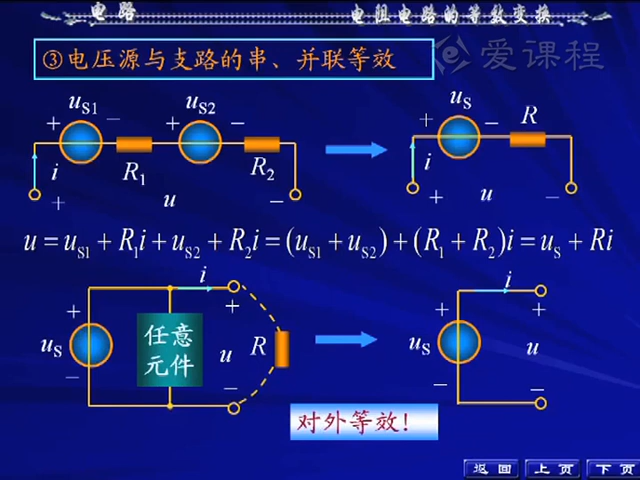 电路 电阻电路的等效变换
爱课程
③电压源与支路的串、并联等效
+ uS1 − + uS2 − + uS − R
i R1 R2 i
+ u − + u −
u = uS1 + R1i + uS2 + R2i = (uS1 + uS2) + (R1 + R2)i = uS + Ri
i i
+ + + +
uS 任意 u R uS u
元件
− − − −
对外等效!
返回 上页 下页